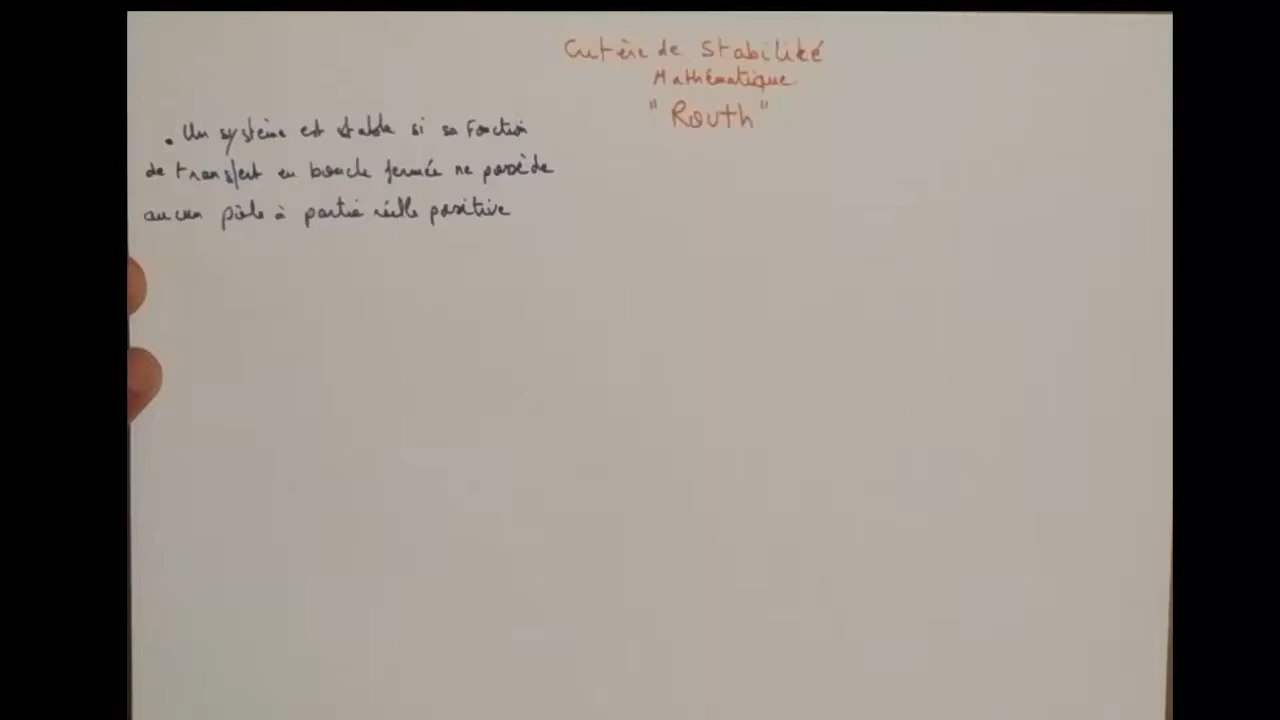 Critère de Stabilité
Mathématique
"Routh"
. Un système est stable si sa Fonction
de transfert en boucle fermée ne possède
aucun pôle à partie réelle positive